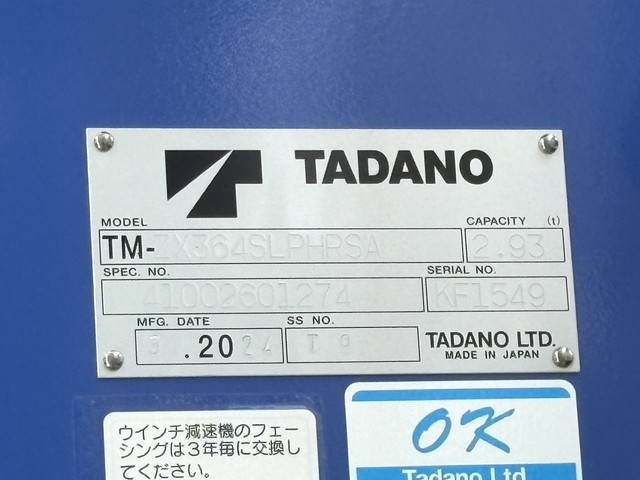 TADANO
MODEL
CAPACITY (t)
TM-ZX364SLPHRSA
2.93
SPEC. NO.
SERIAL NO.
41002601274
KF1549
MFG. DATE
SS NO.
.2024
TADANO LTD.
MADE IN JAPAN
ウインチ減速機のフェー
シングは3年毎に交換し
てください。
OK
Tadano Ltd